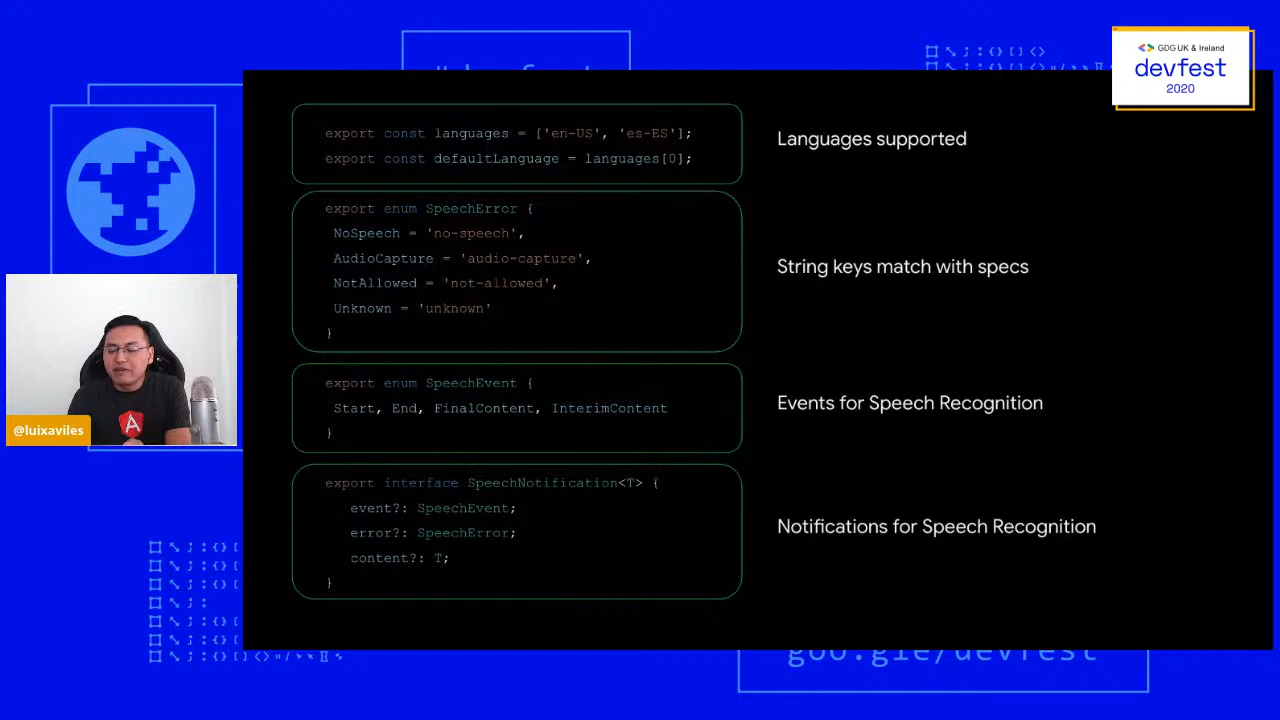 GDG UK & Ireland
devfest
2020
export const languages = ['en-US', 'es-ES'];
export const defaultLanguage = languages[0];
Languages supported
export enum SpeechError {
NoSpeech = 'no-speech',
AudioCapture = 'audio-capture',
NotAllowed = 'not-allowed',
Unknown = 'unknown'
}
String keys match with specs
export enum SpeechEvent {
Start, End, FinalContent, InterimContent
}
Events for Speech Recognition
export interface SpeechNotification<T> {
event?: SpeechEvent;
error?: SpeechError;
content?: T;
}
Notifications for Speech Recognition
@luixaviles
goo.gle/devfest